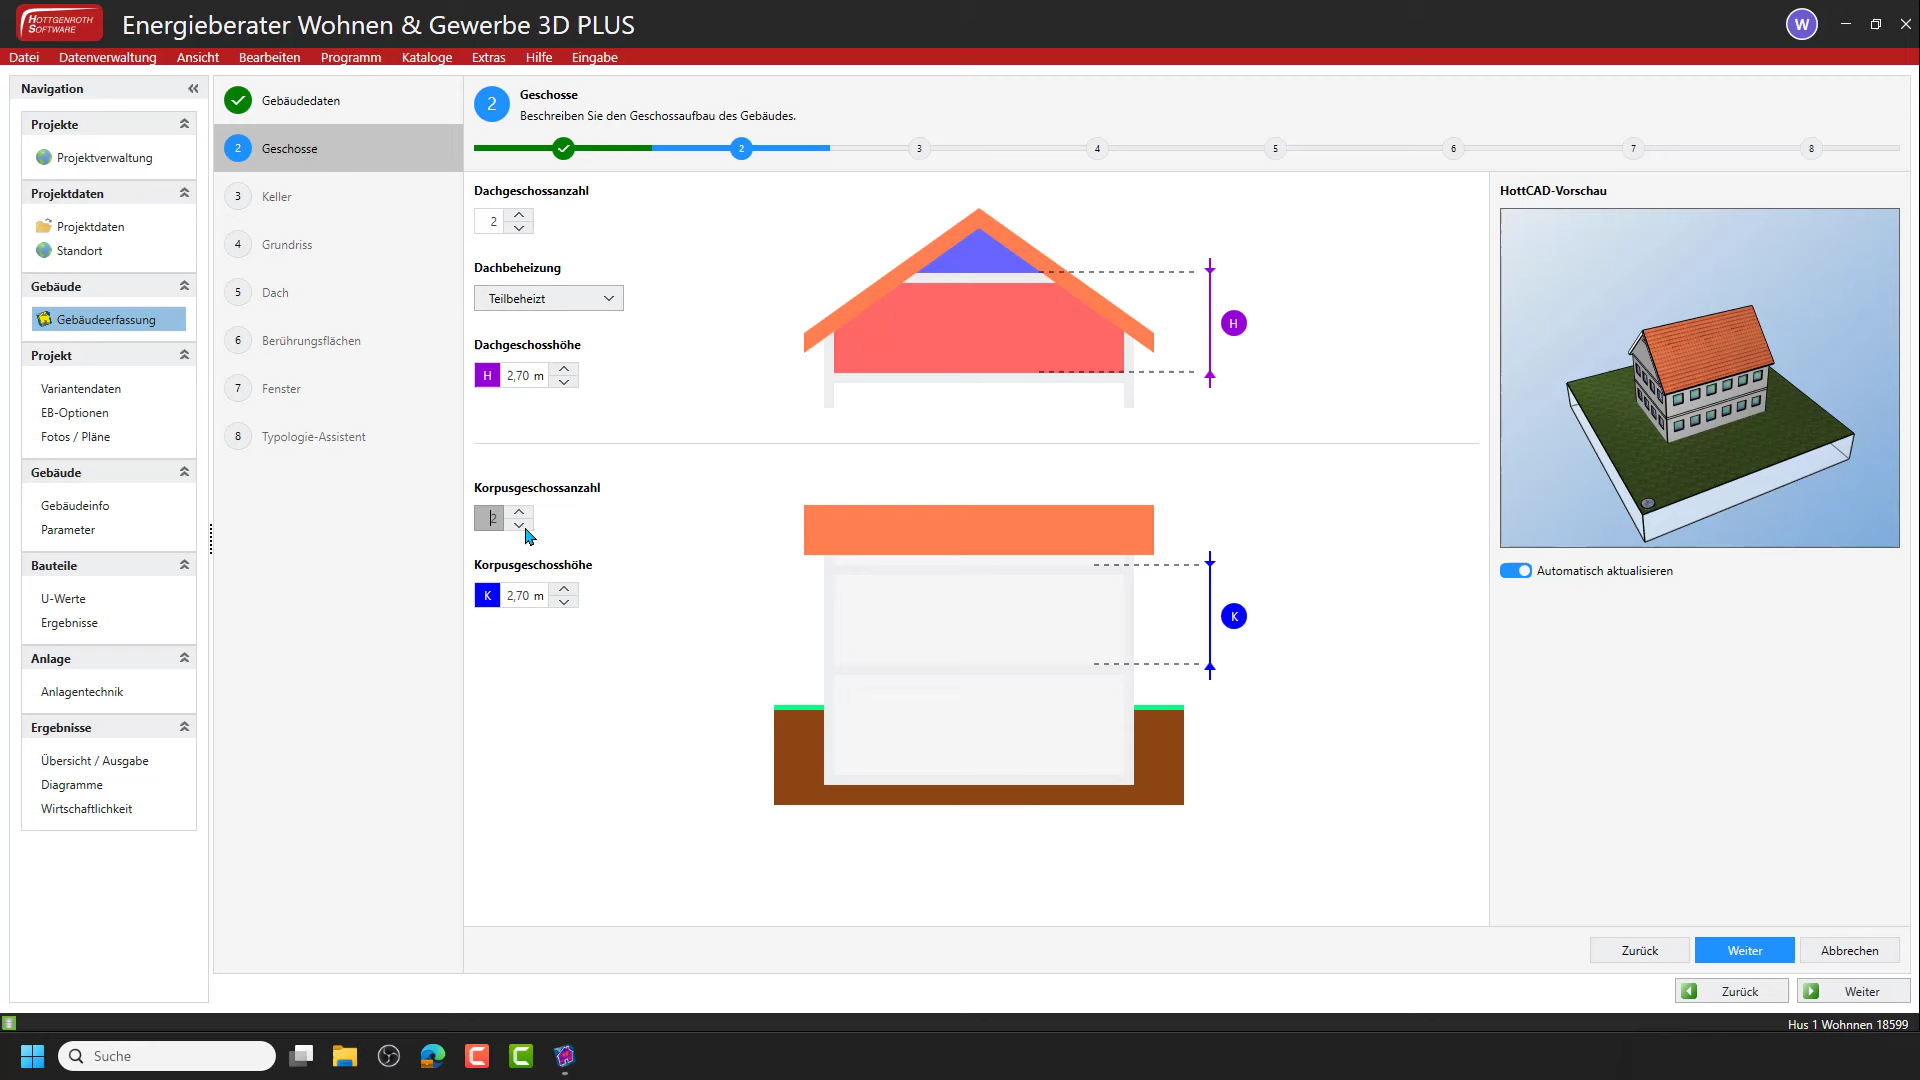 HOTTGENROTH
SOFTWARE
Energieberater Wohnen & Gewerbe 3D PLUS
W
Datei Datenverwaltung Ansicht Bearbeiten Programm Kataloge Extras Hilfe Eingabe
Navigation
Projekte
Projektverwaltung
Projektdaten
Projektdaten
Standort
Gebäude
Gebäudeerfassung
Projekt
Variantendaten
EB-Optionen
Fotos / Pläne
Gebäude
Gebäudeinfo
Parameter
Bauteile
U-Werte
Ergebnisse
Anlage
Anlagentechnik
Ergebnisse
Übersicht / Ausgabe
Diagramme
Wirtschaftlichkeit
Gebäudedaten
2 Geschosse
3 Keller
4 Grundriss
5 Dach
6 Berührungsflächen
7 Fenster
8 Typologie-Assistent
2 Geschosse
Beschreiben Sie den Geschossaufbau des Gebäudes.
2 3 4 5 6 7 8
Dachgeschossanzahl
2
Dachbeheizung
Teilbeheizt
Dachgeschosshöhe
H 2,70 m
H
Korpusgeschossanzahl
2
Korpusgeschosshöhe
K 2,70 m
K
HottCAD-Vorschau
Automatisch aktualisieren
Zurück Weiter Abbrechen
Zurück Weiter
Hus 1 Wohnnen 18599
Suche